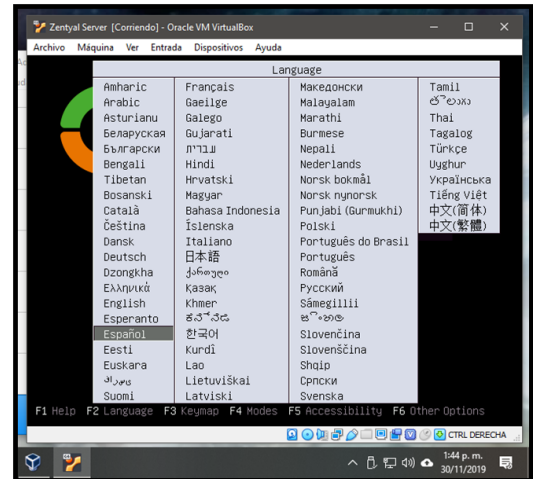 Zentyal Server [Corriendo] - Oracle VM VirtualBox
Archivo Máquina Ver Entrada Dispositivos Ayuda
Language
Amharic
Arabic
Asturianu
Беларуская
Български
Bengali
Tibetan
Bosanski
Català
Čeština
Dansk
Deutsch
Dzongkha
Ελληνικά
English
Esperanto
Español
Eesti
Euskara
Suomi
Français
Gaeilge
Galego
Gujarati
עברית
Hindi
Hrvatski
Magyar
Bahasa Indonesia
Íslenska
Italiano
日本語
ქართული
Қазақ
Khmer
ಕನ್ನಡ
한국어
Kurdî
Lao
Lietuviškai
Latviski
Македонски
Malayalam
Marathi
Burmese
Nepali
Nederlands
Norsk bokmål
Norsk nynorsk
Punjabi (Gurmukhi)
Polski
Português do Brasil
Português
Română
Русский
Sámegillii
සිංහල
Slovenčina
Slovenščina
Shqip
Српски
Svenska
Tamil
తెలుగు
Thai
Tagalog
Türkçe
Uyghur
Українська
Tiếng Việt
中文(简体)
中文(繁體)
F1 Help F2 Language F3 Keymap F4 Modes F5 Accessibility F6 Other Options
CTRL DERECHA
1:44 p. m.
30/11/2019